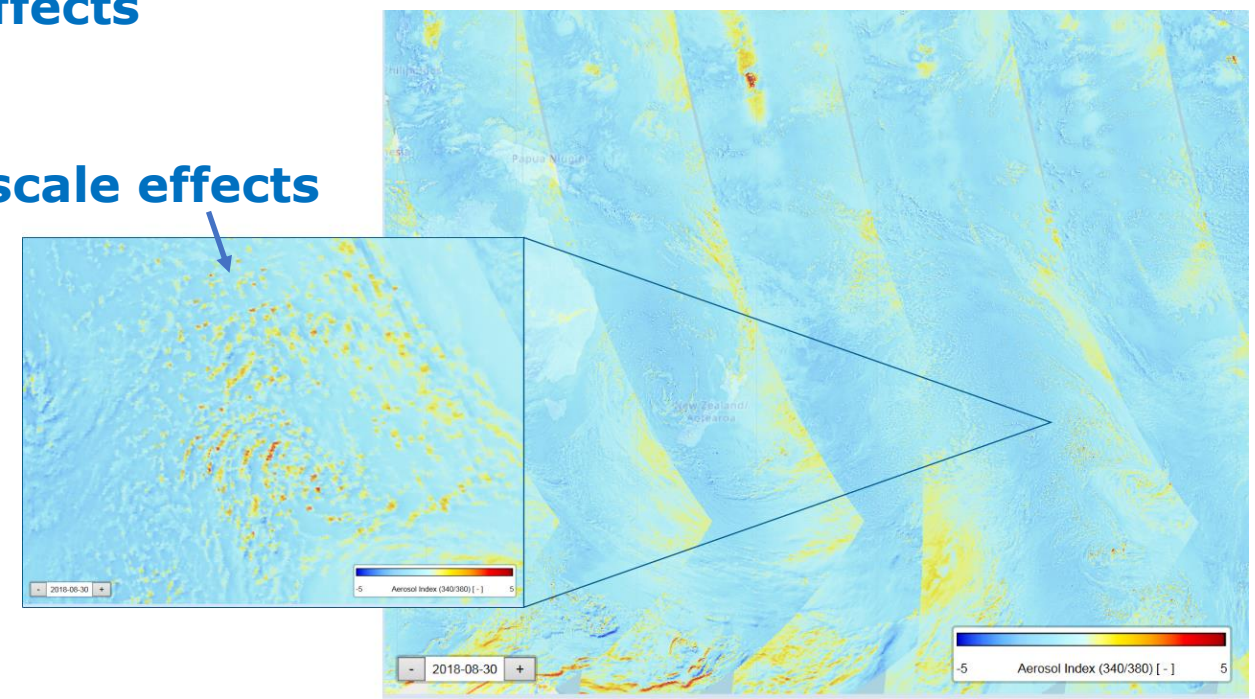 ffects
scale effects
Papua N
New Zealand/
Aotearoa
- 2018-08-30 +
-5 Aerosol Index (340/380) [ - ] 5
- 2018-08-30 +
-5 Aerosol Index (340/380) [ - ] 5